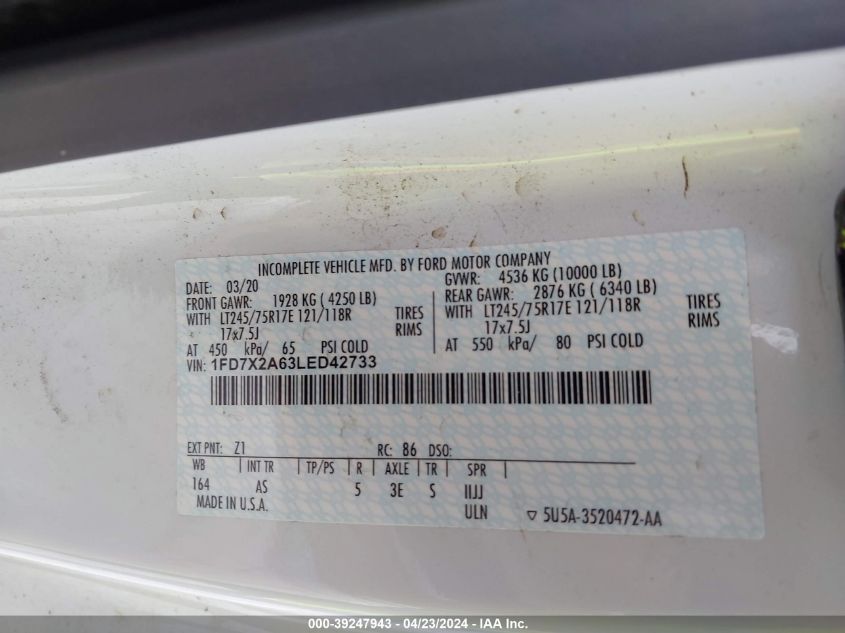 INCOMPLETE VEHICLE MFD. BY FORD MOTOR COMPANY
DATE: 03/20 GVWR: 4536 KG (10000 LB)
FRONT GAWR: 1928 KG ( 4250 LB) REAR GAWR: 2876 KG ( 6340 LB)
WITH LT245/75R17E 121/118R TIRES WITH LT245/75R17E 121/118R TIRES
17x7.5J RIMS 17x7.5J RIMS
AT 450 kPa/ 65 PSI COLD AT 550 kPa/ 80 PSI COLD
VIN: 1FD7X2A63LED42733
EXT PNT: Z1 RC: 86 DSO:
WB INT TR TP/PS R AXLE TR SPR
164 AS 5 3E S IIJJ
MADE IN U.S.A. ULN ▽ 5U5A-3520472-AA
000-39247943 - 04/23/2024 - IAA Inc.